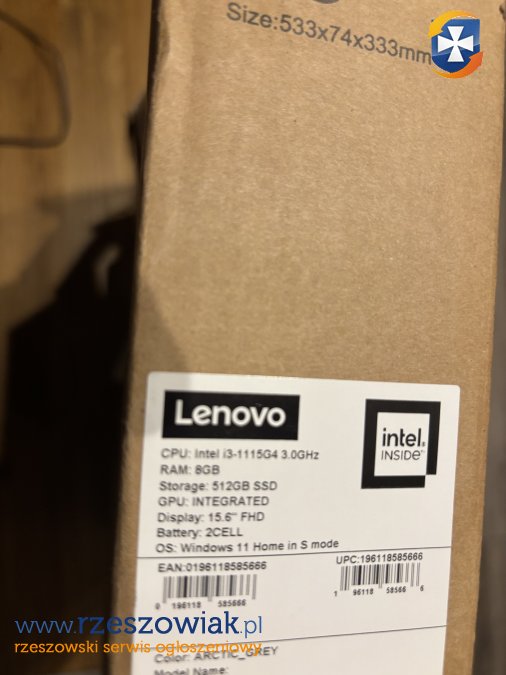 Size:533x74x333mm
Lenovo
intel.
INSIDE
CPU: Intel i3-1115G4 3.0GHz
RAM: 8GB
Storage: 512GB SSD
GPU: INTEGRATED
Display: 15.6" FHD
Battery: 2CELL
OS: Windows 11 Home in S mode
EAN:0196118585666
UPC:196118585666
0 196118 585666
1 96118 58566 6
www.rzeszowiak.pl
rzeszowski serwis ogłoszeniowy
Color: ARCTIC_GREY
Model Name: